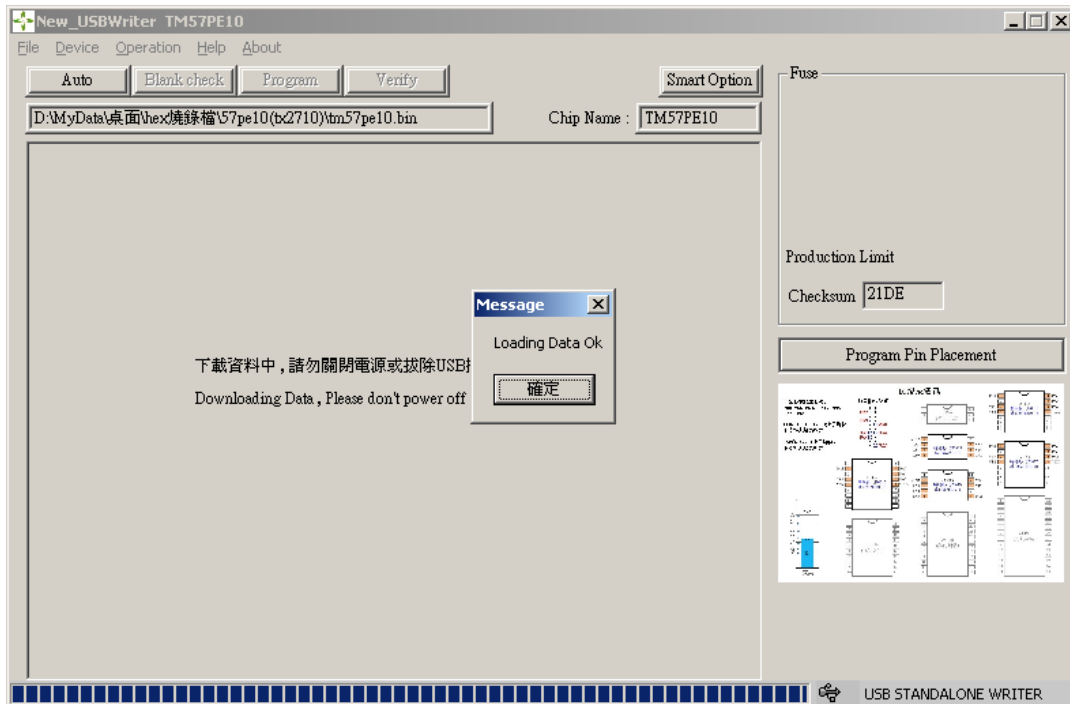 New_USBWriter TM57PE10
File Device Operation Help About
Auto Blank check Program Verify Smart Option
Fuse
D:\MyData\桌面\hex燒錄檔\57pe10(tx2710)\tm57pe10.bin
Chip Name : TM57PE10
Production Limit
Checksum 21DE
Message
Loading Data Ok
確定
下載資料中 , 請勿關閉電源或拔除USB
Downloading Data , Please don't power off
Program Pin Placement
USB STANDALONE WRITER